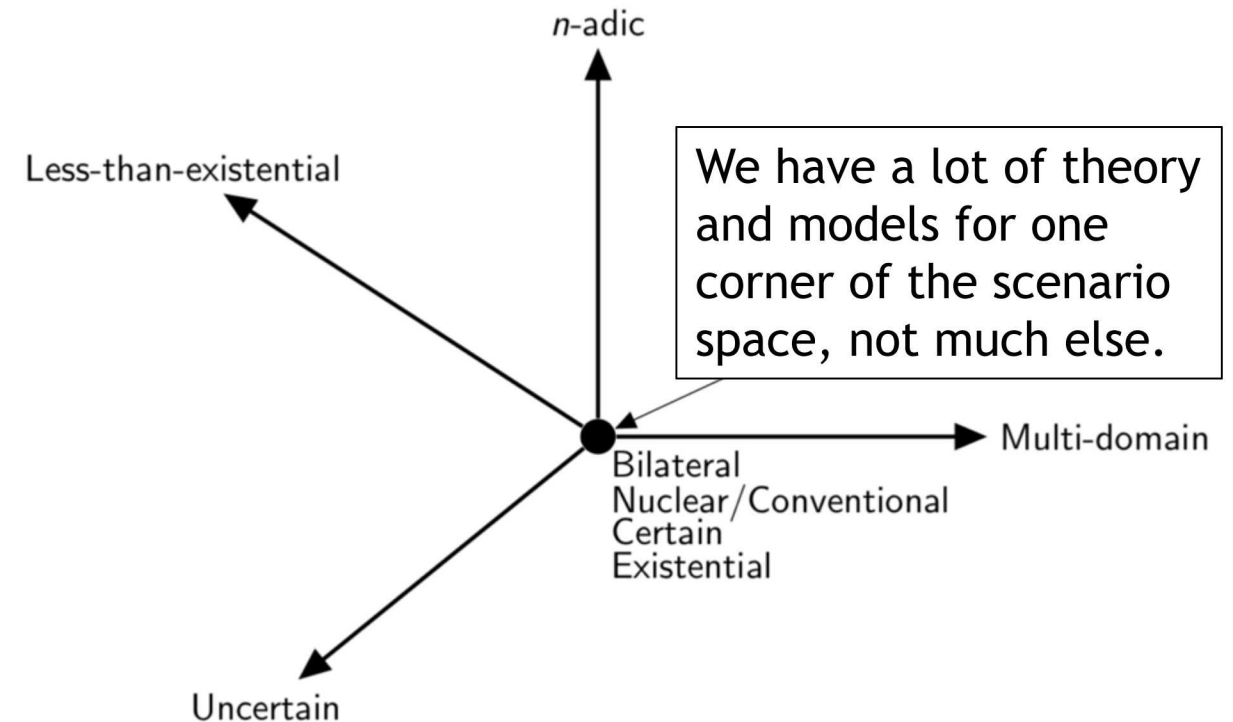 n-adic
Less-than-existential
We have a lot of theory
and models for one
corner of the scenario
space, not much else.
Multi-domain
Bilateral
Nuclear/Conventional
Certain
Existential
Uncertain